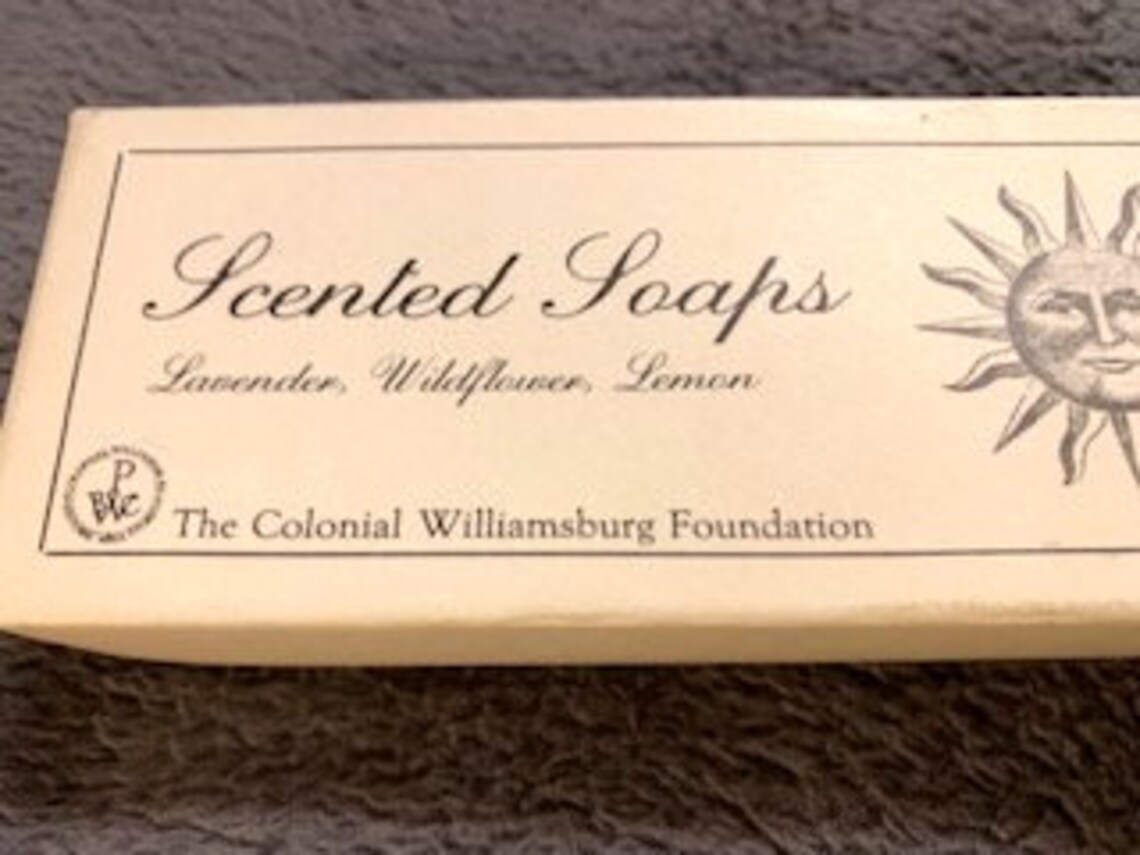 Scented Soaps
Lavender, Wildflower, Lemon
The Colonial Williamsburg Foundation